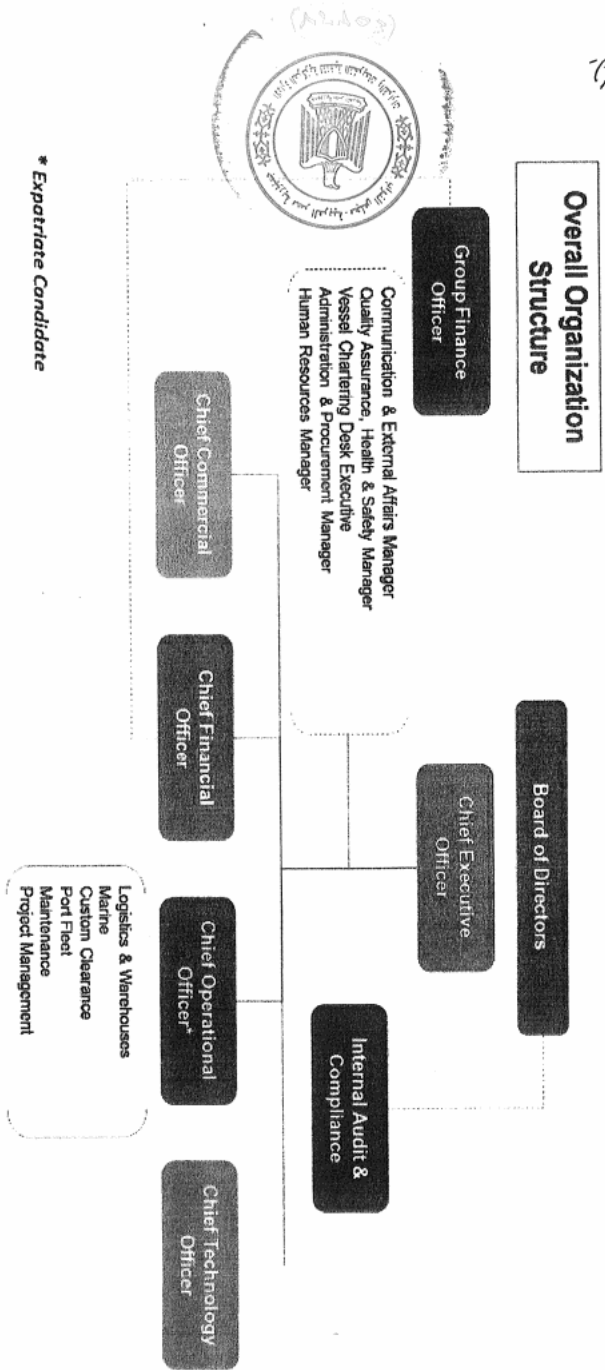 Overall Organization
Structure
Board of Directors
Group Finance
Officer
Chief Executive
Officer
Internal Audit &
Compliance
Communication & External Affairs Manager
Quality Assurance, Health & Safety Manager
Vessel Chartering Desk Executive
Administration & Procurement Manager
Human Resources Manager
Chief Commercial
Officer
Chief Financial
Officer
Chief Operational
Officer*
Chief Technology
Officer
Logistics & Warehouses
Marine
Custom Clearance
Port Fleet
Maintenance
Project Management
* Expatriate Candidate